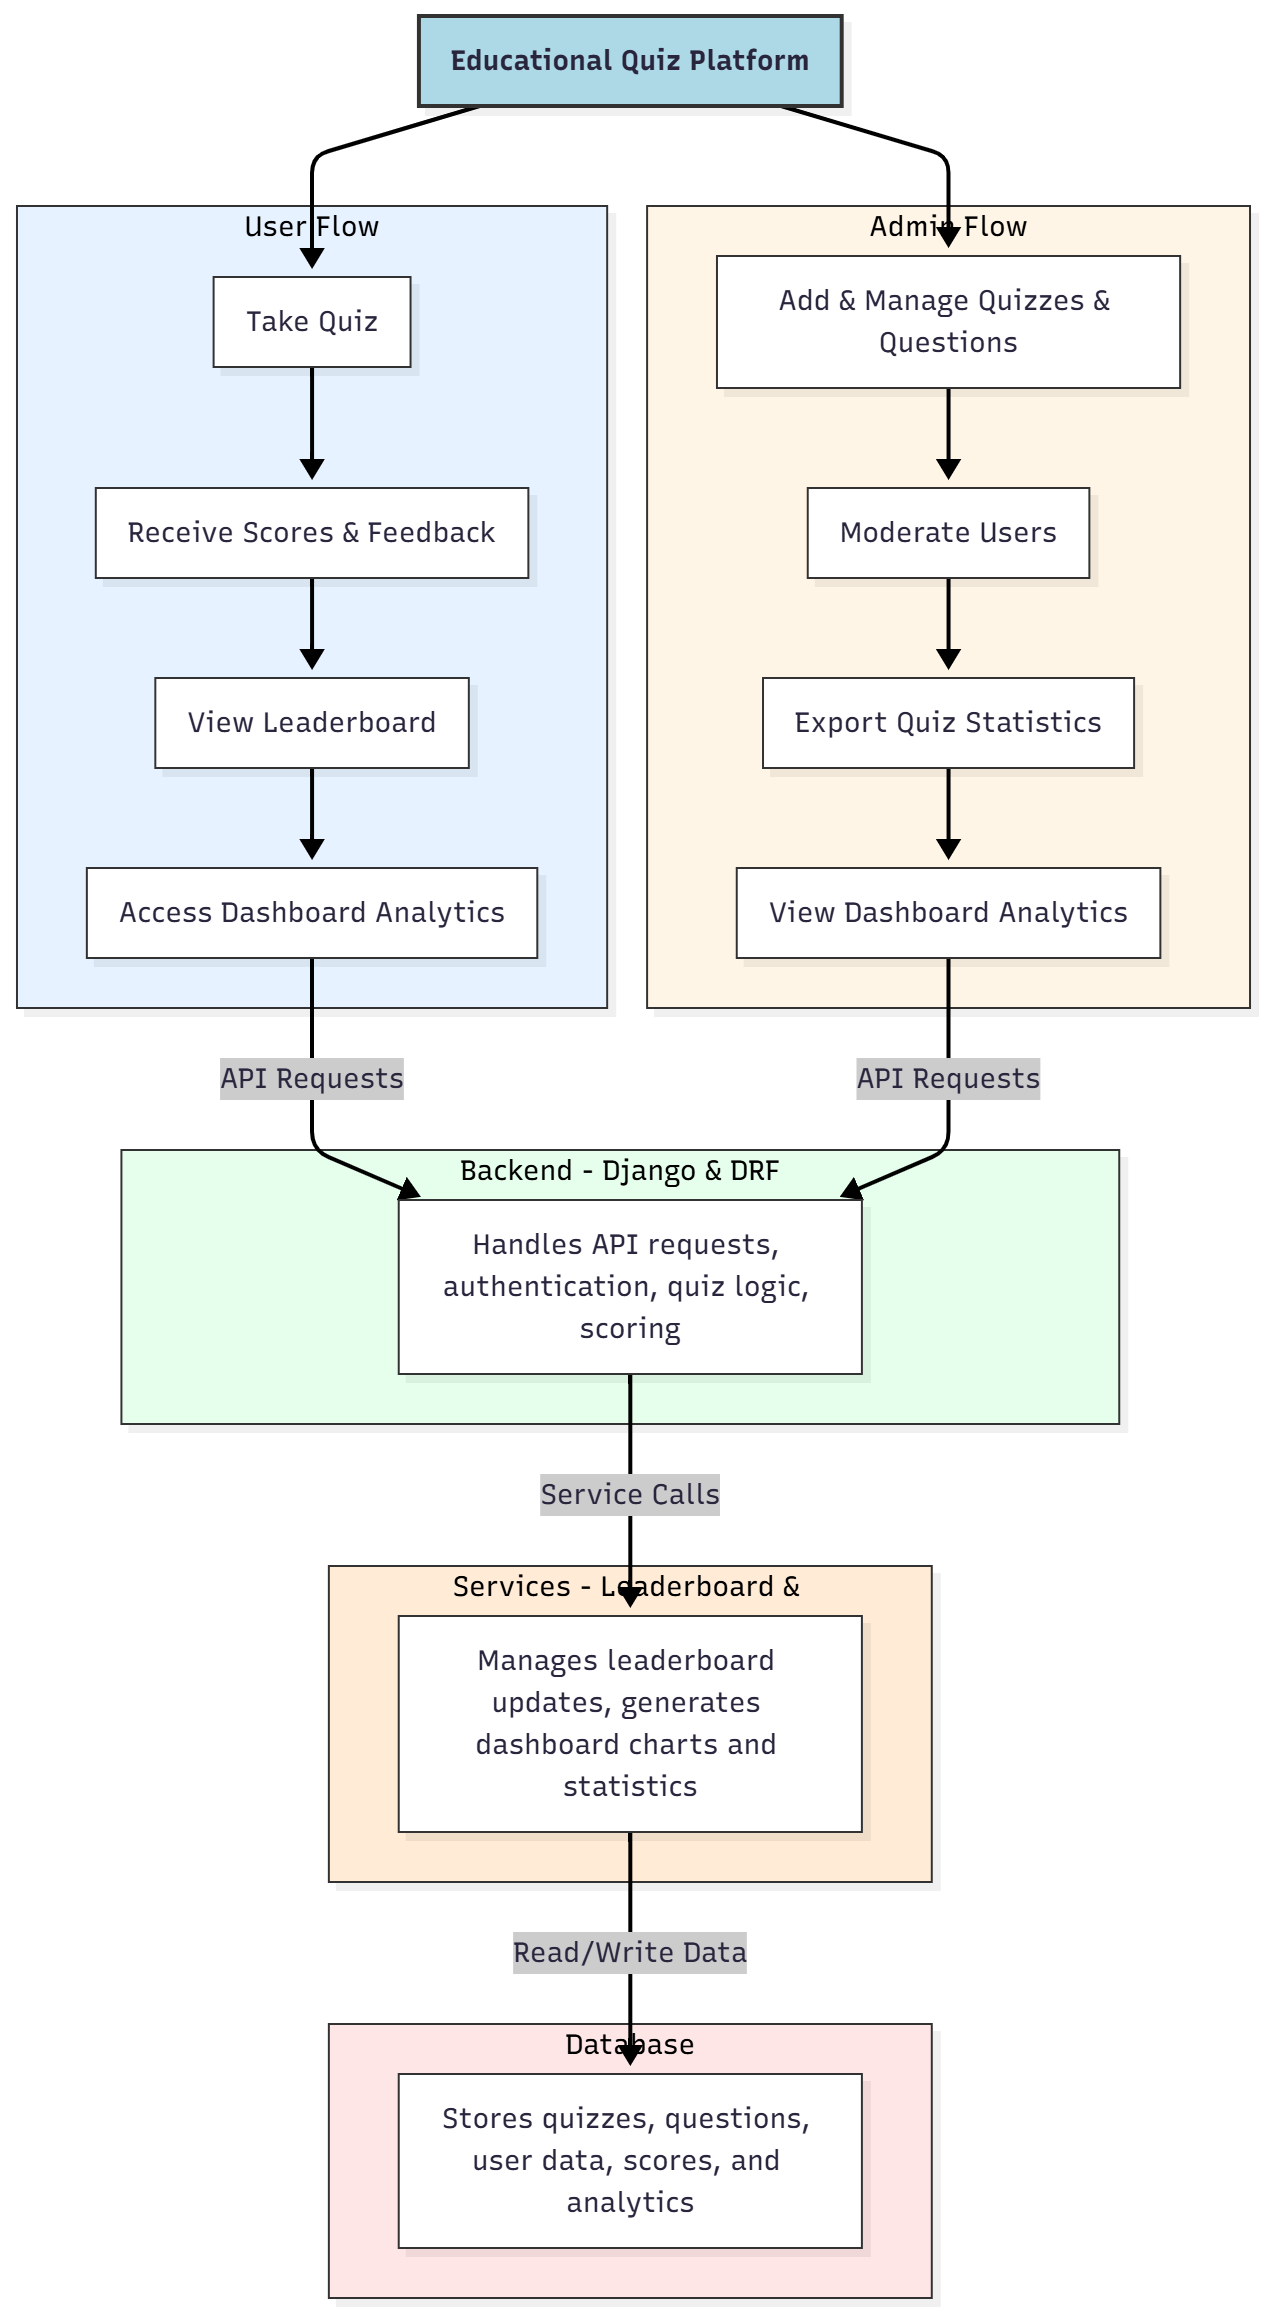 Educational Quiz Platform
User Flow
Take Quiz
Receive Scores & Feedback
View Leaderboard
Access Dashboard Analytics
API Requests
Admin Flow
Add & Manage Quizzes &
Questions
Moderate Users
Export Quiz Statistics
View Dashboard Analytics
API Requests
Backend - Django & DRF
Handles API requests,
authentication, quiz logic,
scoring
Service Calls
Services - Leaderboard &
Manages leaderboard
updates, generates
dashboard charts and
statistics
Read/Write Data
Database
Stores quizzes, questions,
user data, scores, and
analytics